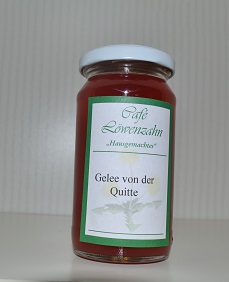 Café
Löwenzahn
„Hausgemachtes“
Gelee von der
Quitte